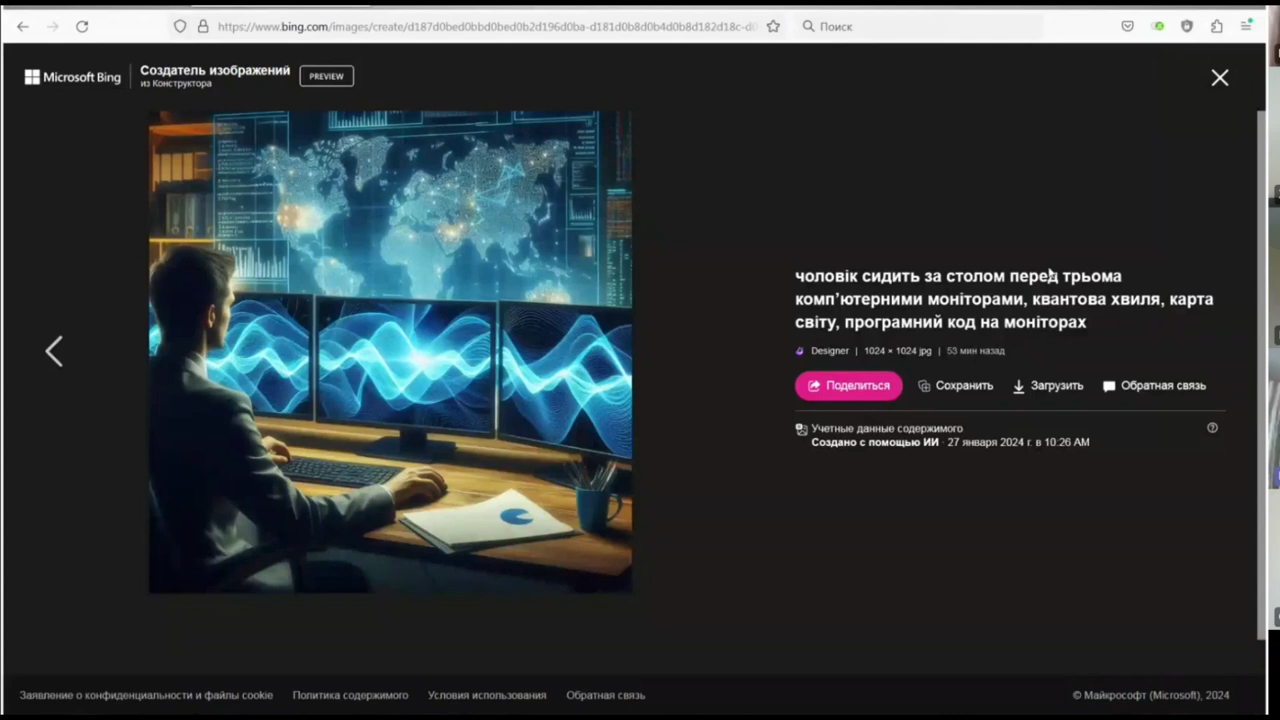 https://www.bing.com/images/create/d187d0bed0bbd0bed0b2d196d0ba-d181d0b8d0b4d0b8d182d18c-d0
Поиск
Microsoft Bing
Создатель изображений
из Конструктора
PREVIEW
чоловік сидить за столом перед трьома
комп’ютерними моніторами, квантова хвиля, карта
світу, програмний код на моніторах
Designer | 1024 × 1024 jpg | 53 мин назад
Поделиться
Сохранить
Загрузить
Обратная связь
Учетные данные содержимого
Создано с помощью ИИ · 27 января 2024 г. в 10:26 AM
Заявление о конфиденциальности и файлы cookie
Политика содержимого
Условия использования
Обратная связь
© Майкрософт (Microsoft), 2024